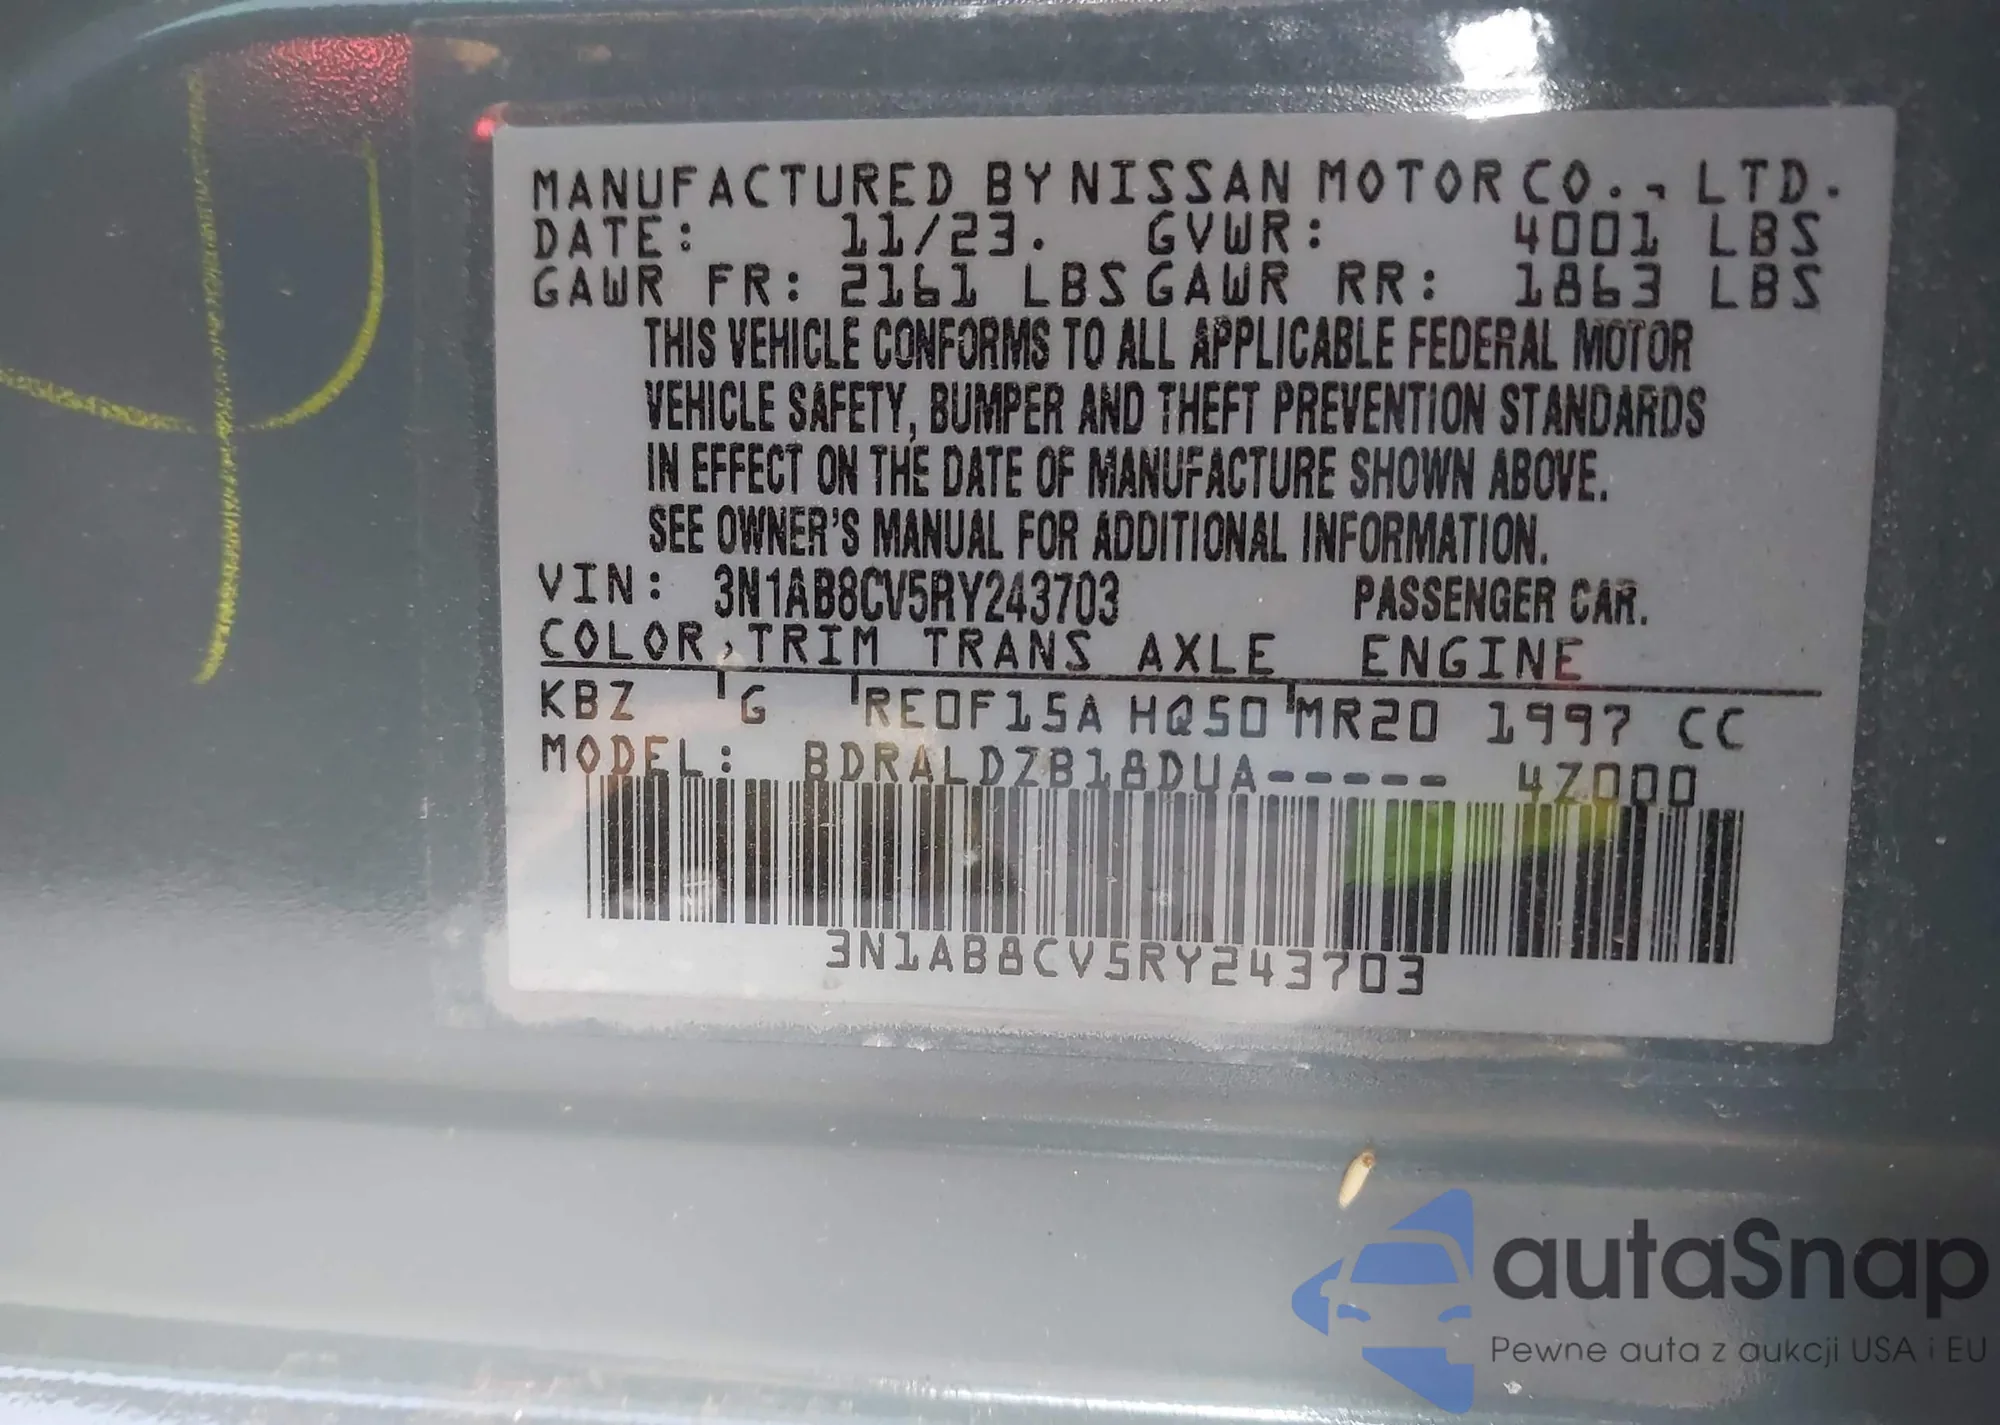 MANUFACTURED BY NISSAN MOTOR CO., LTD.
DATE: 11/23. GVWR: 4001 LBS
GAWR FR: 2161 LBS GAWR RR: 1863 LBS
THIS VEHICLE CONFORMS TO ALL APPLICABLE FEDERAL MOTOR
VEHICLE SAFETY, BUMPER AND THEFT PREVENTION STANDARDS
IN EFFECT ON THE DATE OF MANUFACTURE SHOWN ABOVE.
SEE OWNER'S MANUAL FOR ADDITIONAL INFORMATION.
VIN: 3N1AB8CV5RY243703 PASSENGER CAR.
COLOR, TRIM TRANS AXLE ENGINE
KBZ G RE0F15A HQ50 MR20 1997 CC
MODEL: BDRALDZB18DUA----- 4Z000
3N1AB8CV5RY243703
autaSnap
Pewne auta z aukcji USA i EU